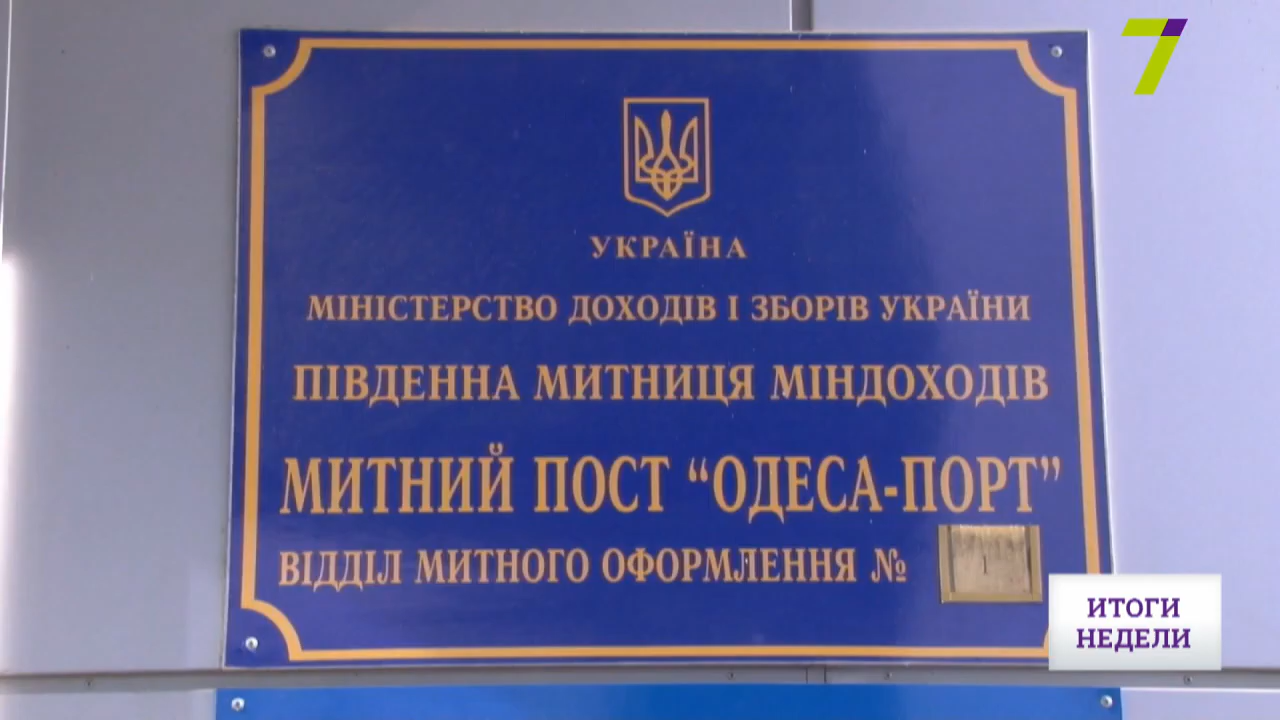 7
УКРАЇНА
МІНІСТЕРСТВО ДОХОДІВ І ЗБОРІВ УКРАЇНИ
ПІВДЕННА МИТНИЦЯ МІНДОХОДІВ
МИТНИЙ ПОСТ “ОДЕСА-ПОРТ”
ВІДДІЛ МИТНОГО ОФОРМЛЕННЯ № 1
ИТОГИ
НЕДЕЛИ